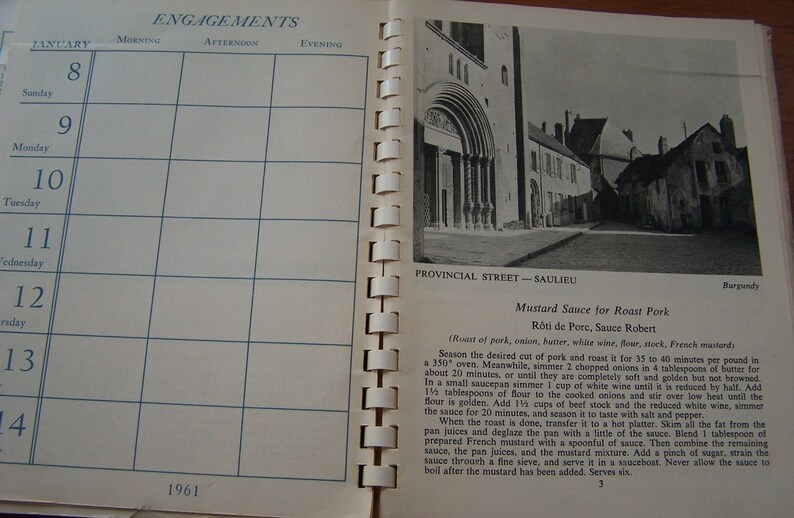 ENGAGEMENTS
JANUARY MORNING AFTERNOON EVENING
8
Sunday
9
Monday
10
Tuesday
11
ednesday
12
rsday
13
14
1961
PROVINCIAL STREET — SAULIEU
Burgundy
Mustard Sauce for Roast Pork
Rôti de Porc, Sauce Robert
(Roast of pork, onion, butter, white wine, flour, stock, French mustard)
Season the desired cut of pork and roast it for 35 to 40 minutes per pound in
a 350° oven. Meanwhile, simmer 2 chopped onions in 4 tablespoons of butter for
about 20 minutes, or until they are completely soft and golden but not browned.
In a small saucepan simmer 1 cup of white wine until it is reduced by half. Add
1½ tablespoons of flour to the cooked onions and stir over low heat until the
flour is golden. Add 1½ cups of beef stock and the reduced white wine, simmer
the sauce for 20 minutes, and season it to taste with salt and pepper.
When the roast is done, transfer it to a hot platter. Skim all the fat from the
pan juices and deglaze the pan with a little of the sauce. Blend 1 tablespoon of
prepared French mustard with a spoonful of sauce. Then combine the remaining
sauce, the pan juices, and the mustard mixture. Add a pinch of sugar, strain the
sauce through a fine sieve, and serve it in a sauceboat. Never allow the sauce to
boil after the mustard has been added. Serves six.
3